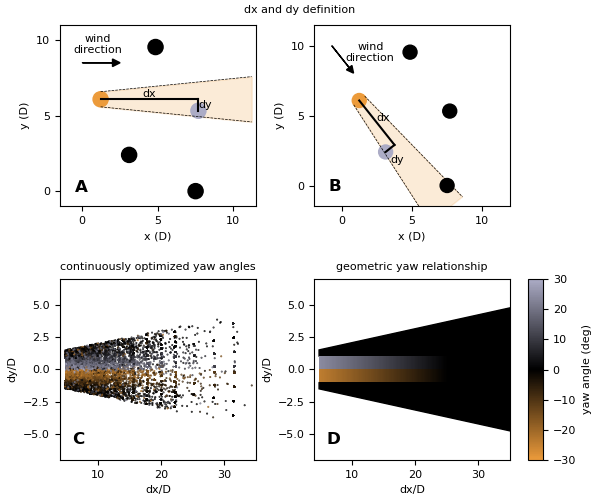 dx and dy definition
10
5
0
y (D)
wind
direction
dx
dy
A
0
5
10
x (D)
10
5
0
y (D)
wind
direction
dx
dy
B
0
5
10
x (D)
continuously optimized yaw angles
5.0
2.5
0.0
−2.5
−5.0
dy/D
C
10
20
30
dx/D
geometric yaw relationship
5.0
2.5
0.0
−2.5
−5.0
dy/D
D
10
20
30
dx/D
30
20
10
0
−10
−20
−30
yaw angle (deg)